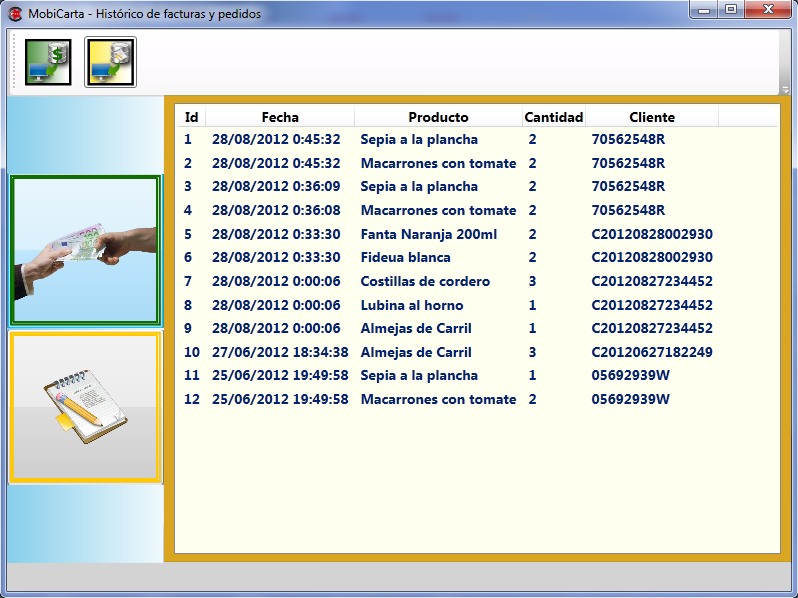 MobiCarta - Histórico de facturas y pedidos
Id Fecha Producto Cantidad Cliente
1 28/08/2012 0:45:32 Sepia a la plancha 2 70562548R
2 28/08/2012 0:45:32 Macarrones con tomate 2 70562548R
3 28/08/2012 0:36:09 Sepia a la plancha 2 70562548R
4 28/08/2012 0:36:08 Macarrones con tomate 2 70562548R
5 28/08/2012 0:33:30 Fanta Naranja 200ml 2 C20120828002930
6 28/08/2012 0:33:30 Fideua blanca 2 C20120828002930
7 28/08/2012 0:00:06 Costillas de cordero 3 C20120827234452
8 28/08/2012 0:00:06 Lubina al horno 1 C20120827234452
9 28/08/2012 0:00:06 Almejas de Carril 1 C20120827234452
10 27/06/2012 18:34:38 Almejas de Carril 3 C20120627182249
11 25/06/2012 19:49:58 Sepia a la plancha 1 05692939W
12 25/06/2012 19:49:58 Macarrones con tomate 2 05692939W